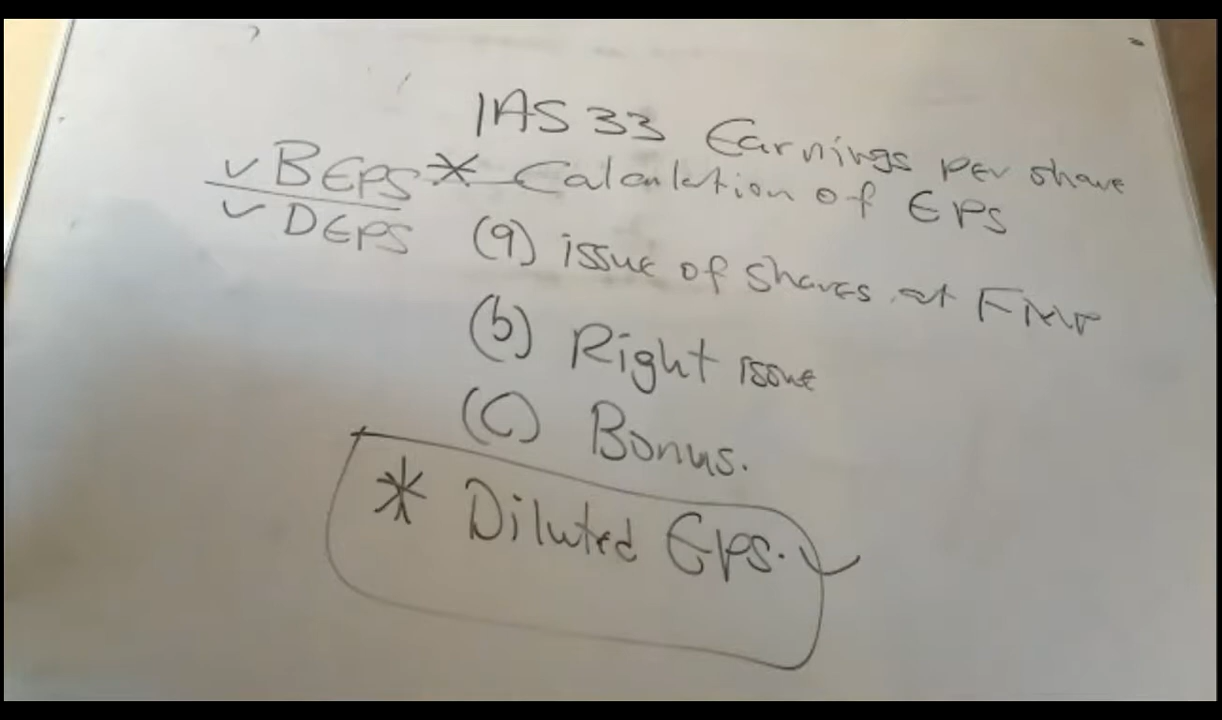 IAS 33 Earnings per share
✓ BEPS * Calculation of EPS
✓ DEPS
(a) issue of shares at FMP
(b) Right issue
(C) Bonus.
* Diluted EPS. ✓